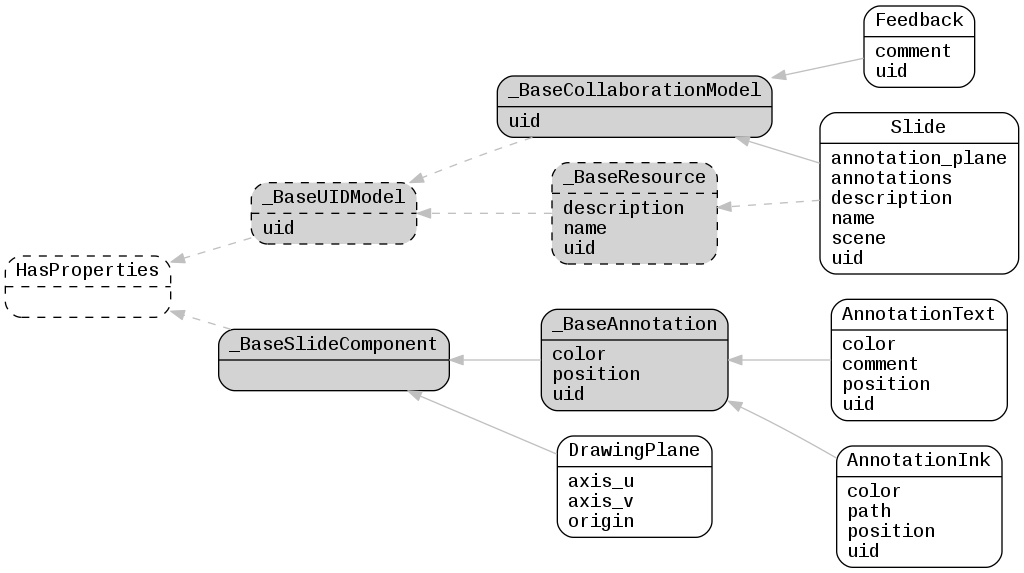 Feedback
comment
uid
_BaseCollaborationModel
uid
Slide
annotation_plane
annotations
description
name
scene
uid
_BaseResource
description
name
uid
_BaseUIDModel
uid
HasProperties
_BaseSlideComponent
_BaseAnnotation
color
position
uid
AnnotationText
color
comment
position
uid
DrawingPlane
axis_u
axis_v
origin
AnnotationInk
color
path
position
uid